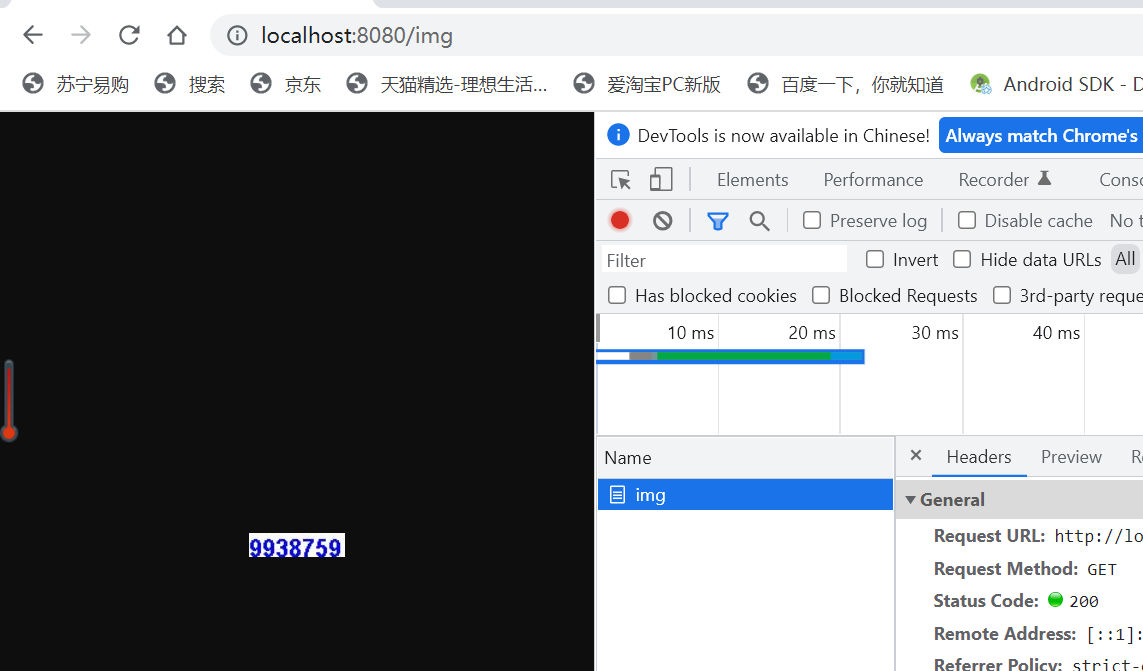 localhost:8080/img
苏宁易购 搜索 京东 天猫精选-理想生活... 爱淘宝PC新版 百度一下，你就知道 Android SDK - D
DevTools is now available in Chinese! Always match Chrome's
Elements Performance Recorder Conso
Preserve log Disable cache No t
Filter Invert Hide data URLs All
Has blocked cookies Blocked Requests 3rd-party reque
10 ms 20 ms 30 ms 40 ms
Name
img
Headers Preview Re
General
Request URL: http://lo
Request Method: GET
Status Code: 200
Remote Address: [::1]:
Referrer Policy: strict-o
9938759